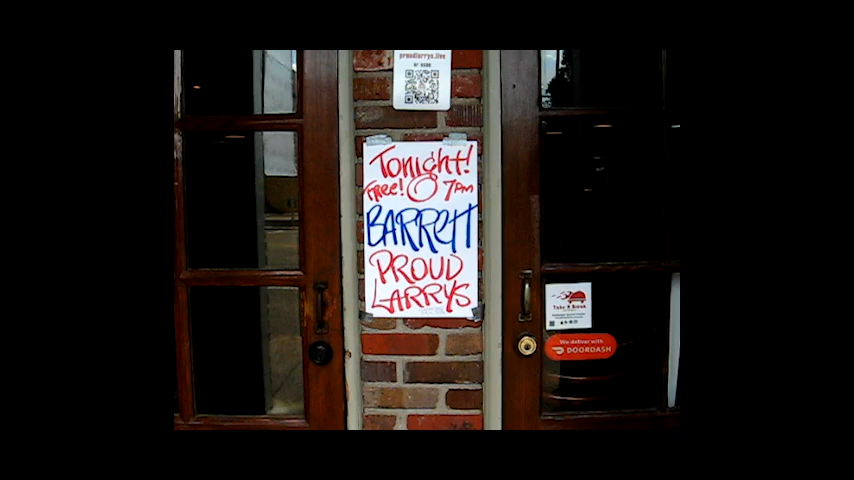 proudlarrys.live
Tonight!
Free! @ 7pm
BARRETT
PROUD
LARRYS
We deliver with
DOORDASH